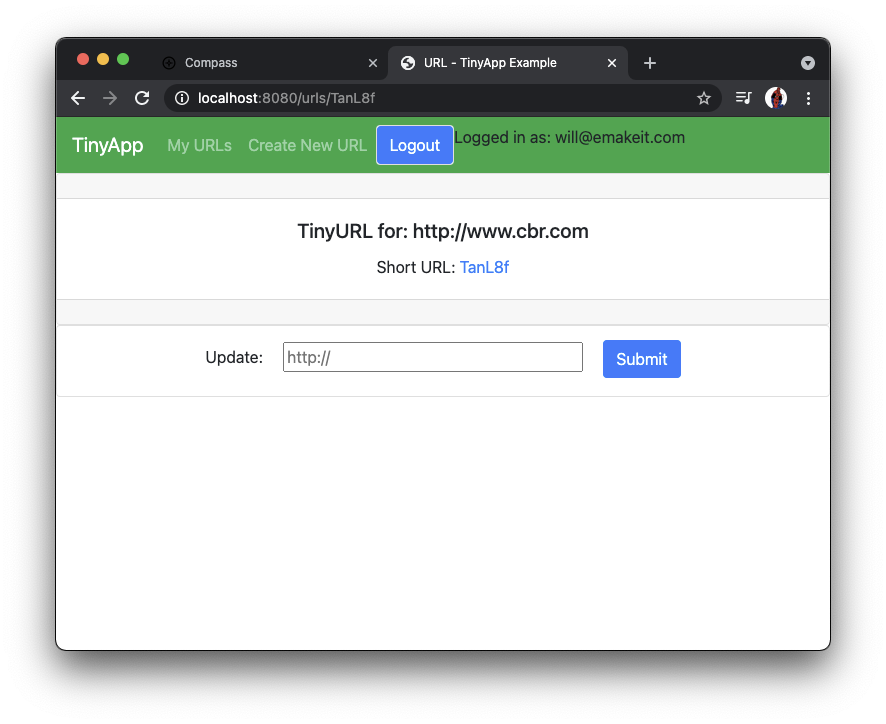 Compass
URL - TinyApp Example
localhost:8080/urls/TanL8f
TinyApp My URLs Create New URL Logout Logged in as: will@emakeit.com
TinyURL for: http://www.cbr.com
Short URL: TanL8f
Update: http:// Submit